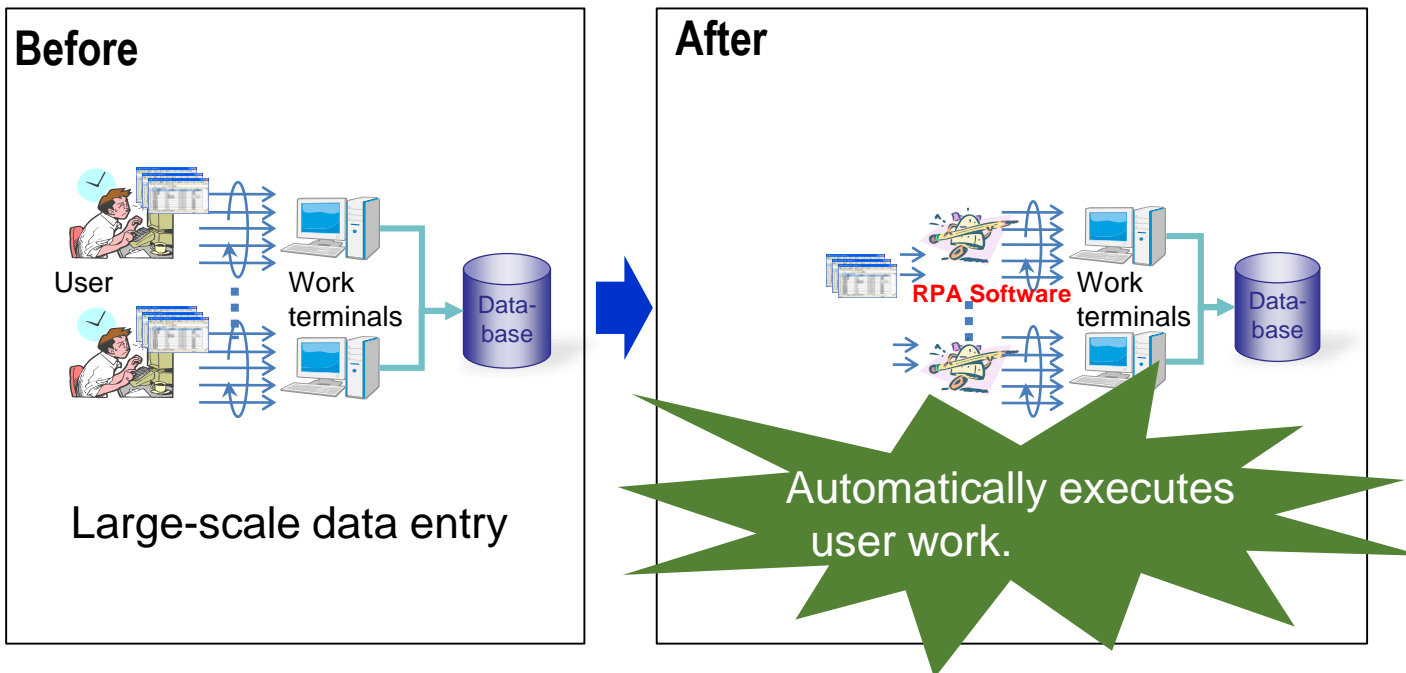 Before
User
Work
terminals
Data-
base
Large-scale data entry
After
RPA Software
Work
terminals
Data-
base
Automatically executes
user work.